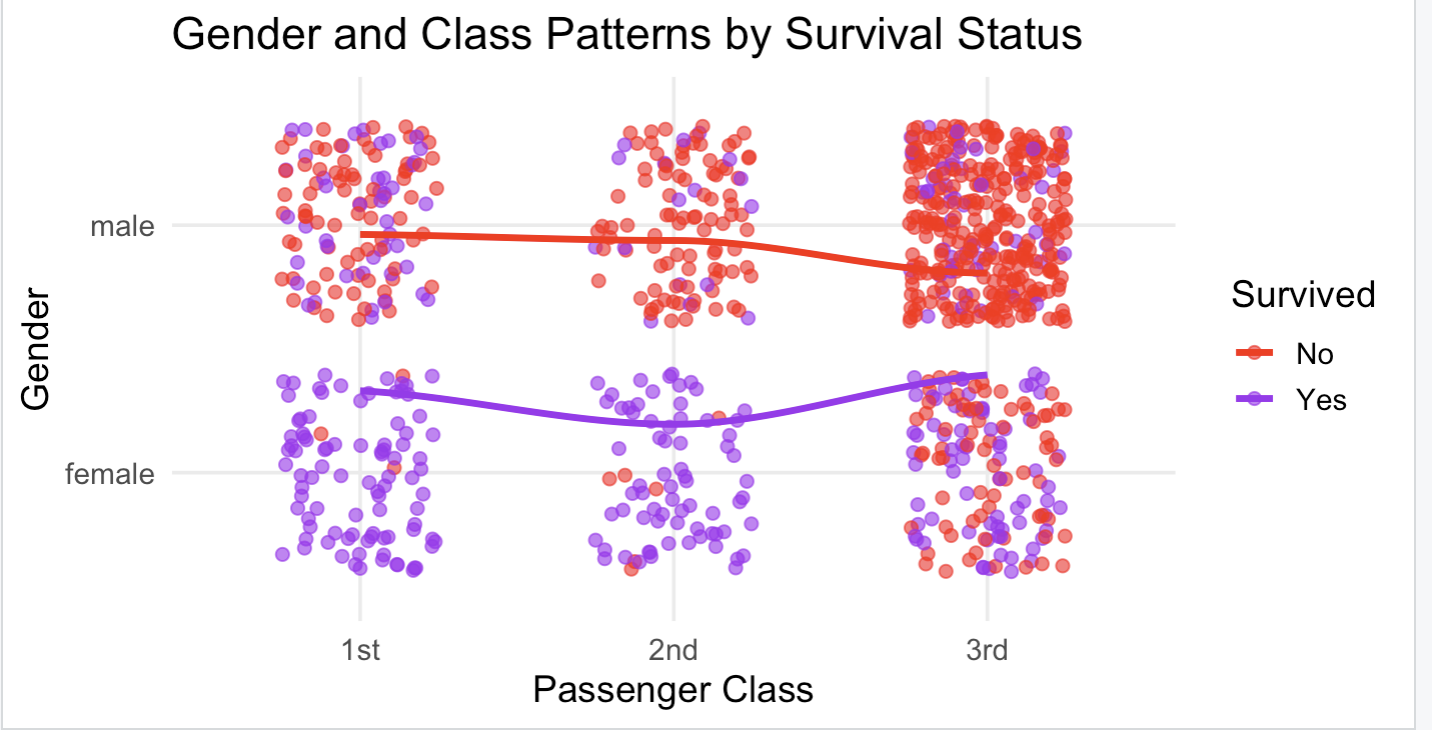 Gender and Class Patterns by Survival Status
male
female
Gender
1st 2nd 3rd
Passenger Class
Survived
No
Yes